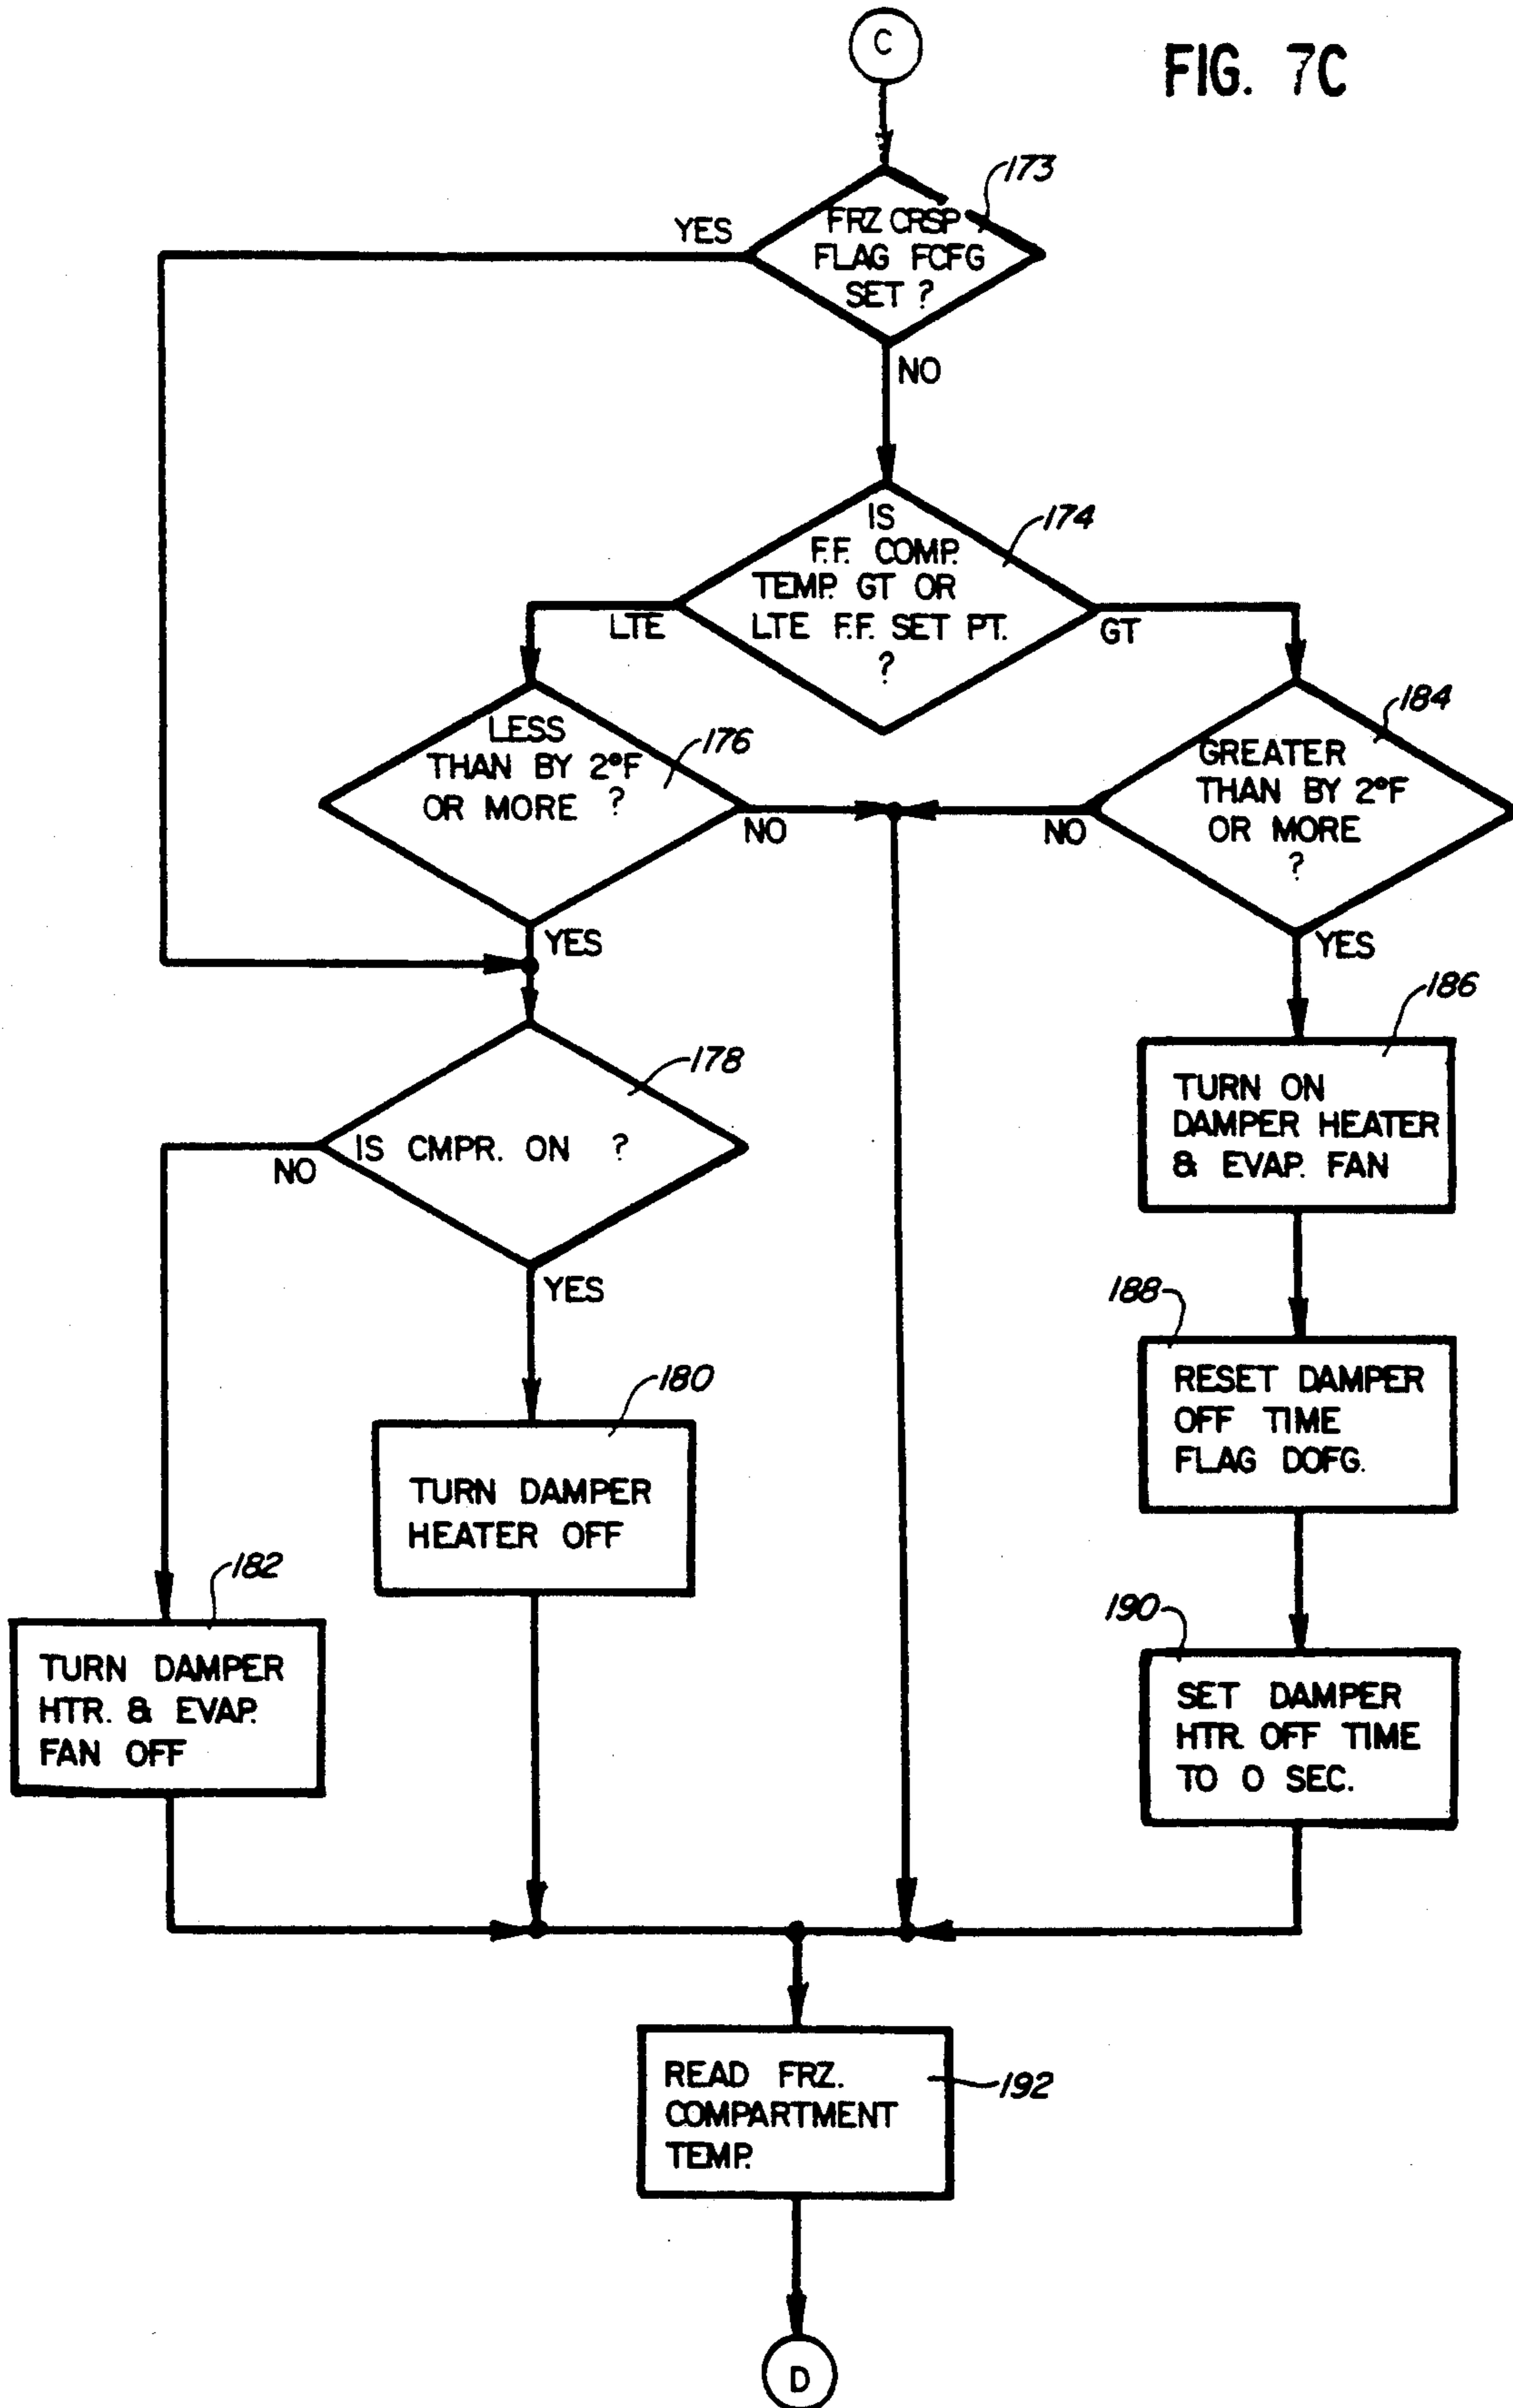 C
FIG. 7C
173
YES
FRZ CRSP
FLAG FCFG
SET ?
NO
IS
F.F. COMP.
TEMP. GT OR
LTE F.F. SET PT.
?
174
LTE
GT
LESS
THAN BY 2°F
OR MORE ?
176
NO
YES
GREATER
THAN BY 2°F
OR MORE
?
184
NO
YES
IS CMPR. ON ?
178
NO
YES
186
TURN ON
DAMPER HEATER
& EVAP. FAN
188
RESET DAMPER
OFF TIME
FLAG DOFG.
180
TURN DAMPER
HEATER OFF
182
TURN DAMPER
HTR. & EVAP.
FAN OFF
190
SET DAMPER
HTR. OFF TIME
TO 0 SEC.
READ FRZ.
COMPARTMENT
TEMP.
192
D